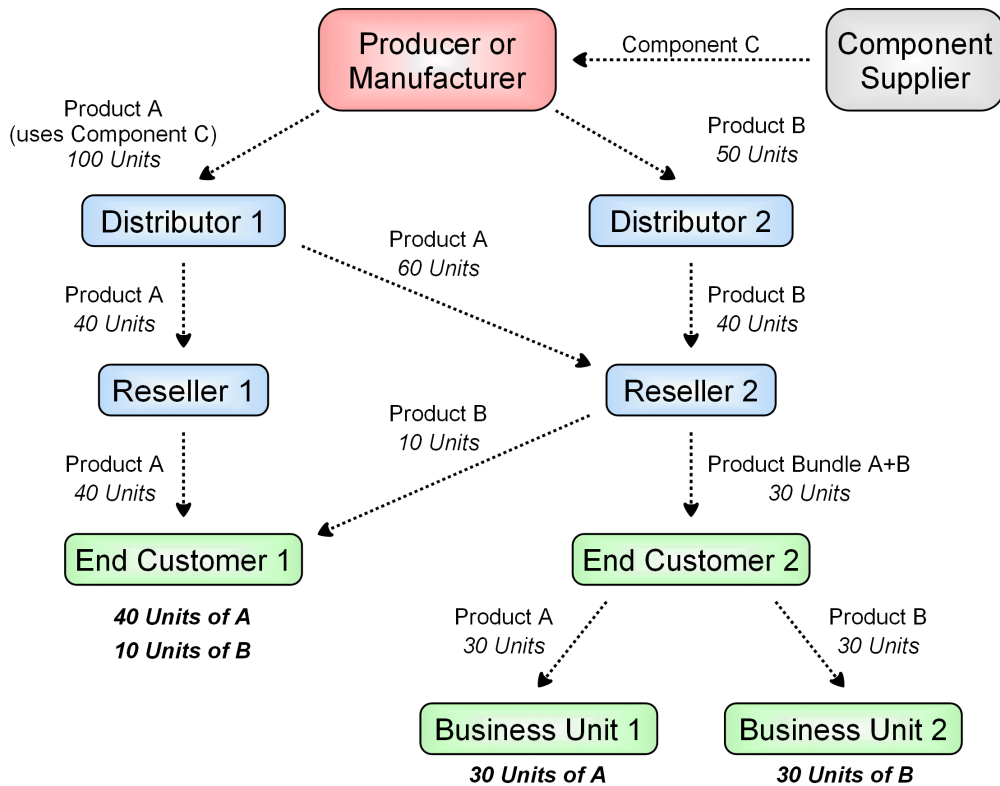 Producer or
Manufacturer
Component C
Component
Supplier
Product A
(uses Component C)
100 Units
Product B
50 Units
Distributor 1
Distributor 2
Product A
60 Units
Product A
40 Units
Product B
40 Units
Reseller 1
Reseller 2
Product B
10 Units
Product A
40 Units
Product Bundle A+B
30 Units
End Customer 1
End Customer 2
40 Units of A
10 Units of B
Product A
30 Units
Product B
30 Units
Business Unit 1
Business Unit 2
30 Units of A
30 Units of B